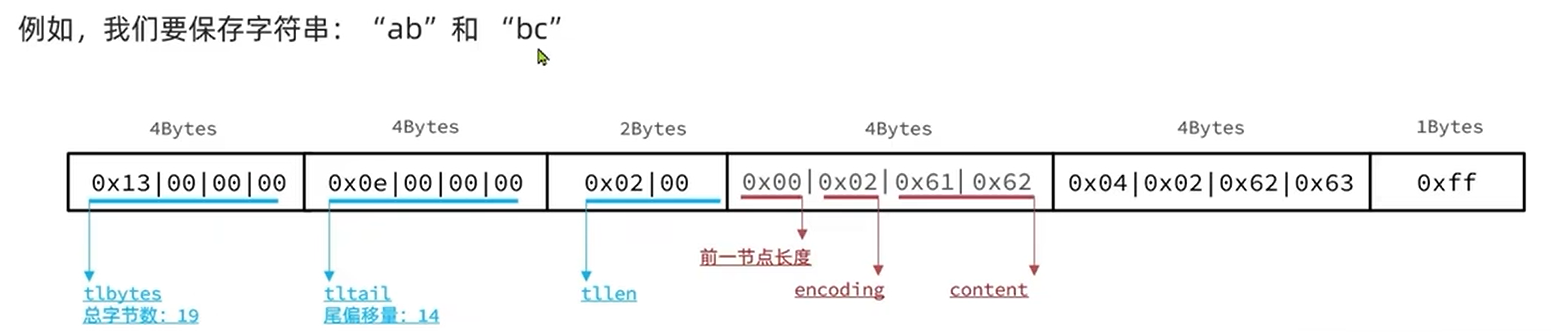 例如，我们要保存字符串：“ab”和 “bc”
4Bytes 4Bytes 2Bytes 4Bytes 4Bytes 1Bytes
0x13|00|00|00 0x0e|00|00|00 0x02|00 0x00|0x02|0x61|0x62 0x04|0x02|0x62|0x63 0xff
前一节点长度
tlbytes tltail tllen encoding content
总字节数：19 尾偏移量：14